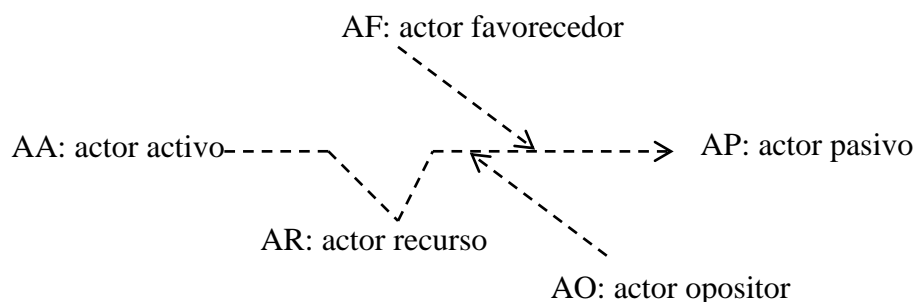 AF: actor favorecedor
AA: actor activo
AP: actor pasivo
AR: actor recurso
AO: actor opositor